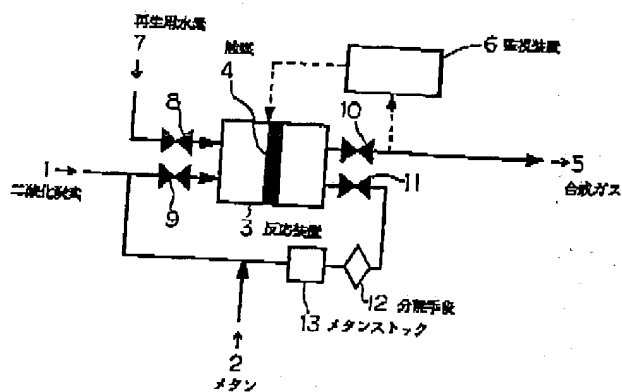 再生用水素
7
触媒
4
6 監視装置
8
10
1
二酸化炭素
9
5
合成ガス
11
3 反応装置
12 分離手段
13 メタンストック
2
メタン